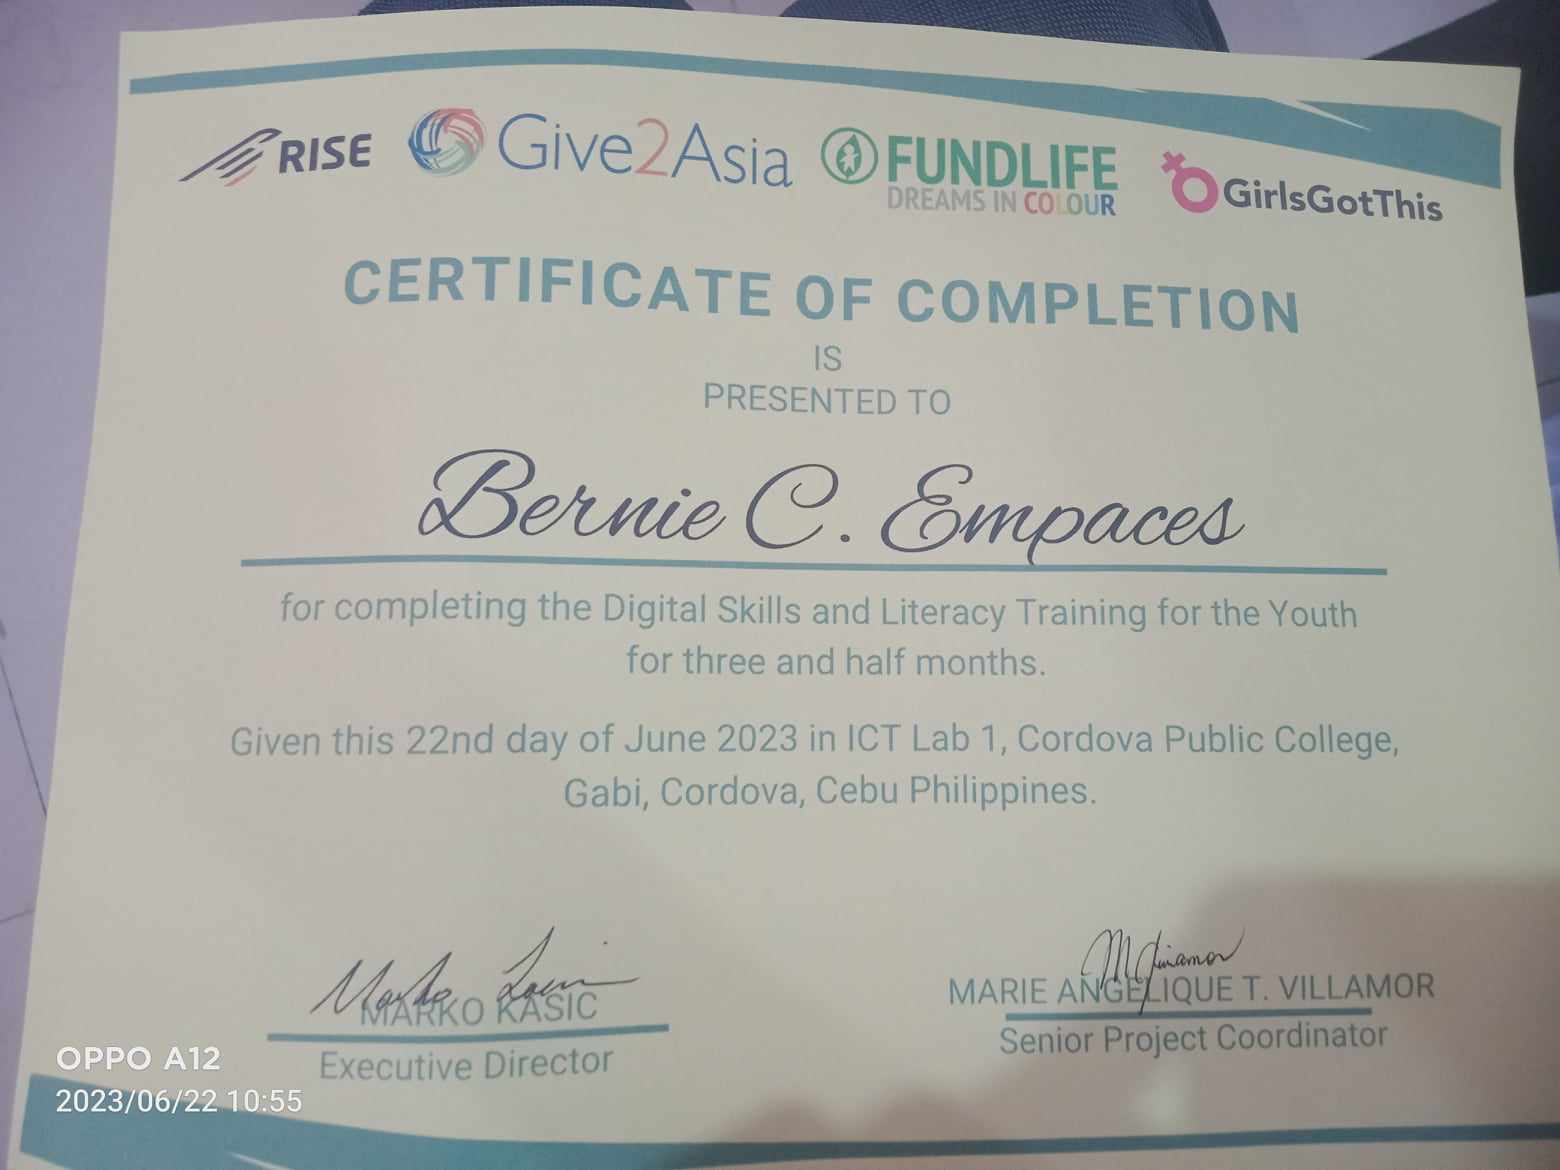 RISE
Give2Asia
FUNDLIFE
DREAMS IN COLOUR
GirlsGotThis
CERTIFICATE OF COMPLETION
IS
PRESENTED TO
Bernie C. Empaces
for completing the Digital Skills and Literacy Training for the Youth
for three and half months.
Given this 22nd day of June 2023 in ICT Lab 1, Cordova Public College,
Gabi, Cordova, Cebu Philippines.
MARKO KASIC
Executive Director
MARIE ANGELIQUE T. VILLAMOR
Senior Project Coordinator
OPPO A12
2023/06/22 10:55